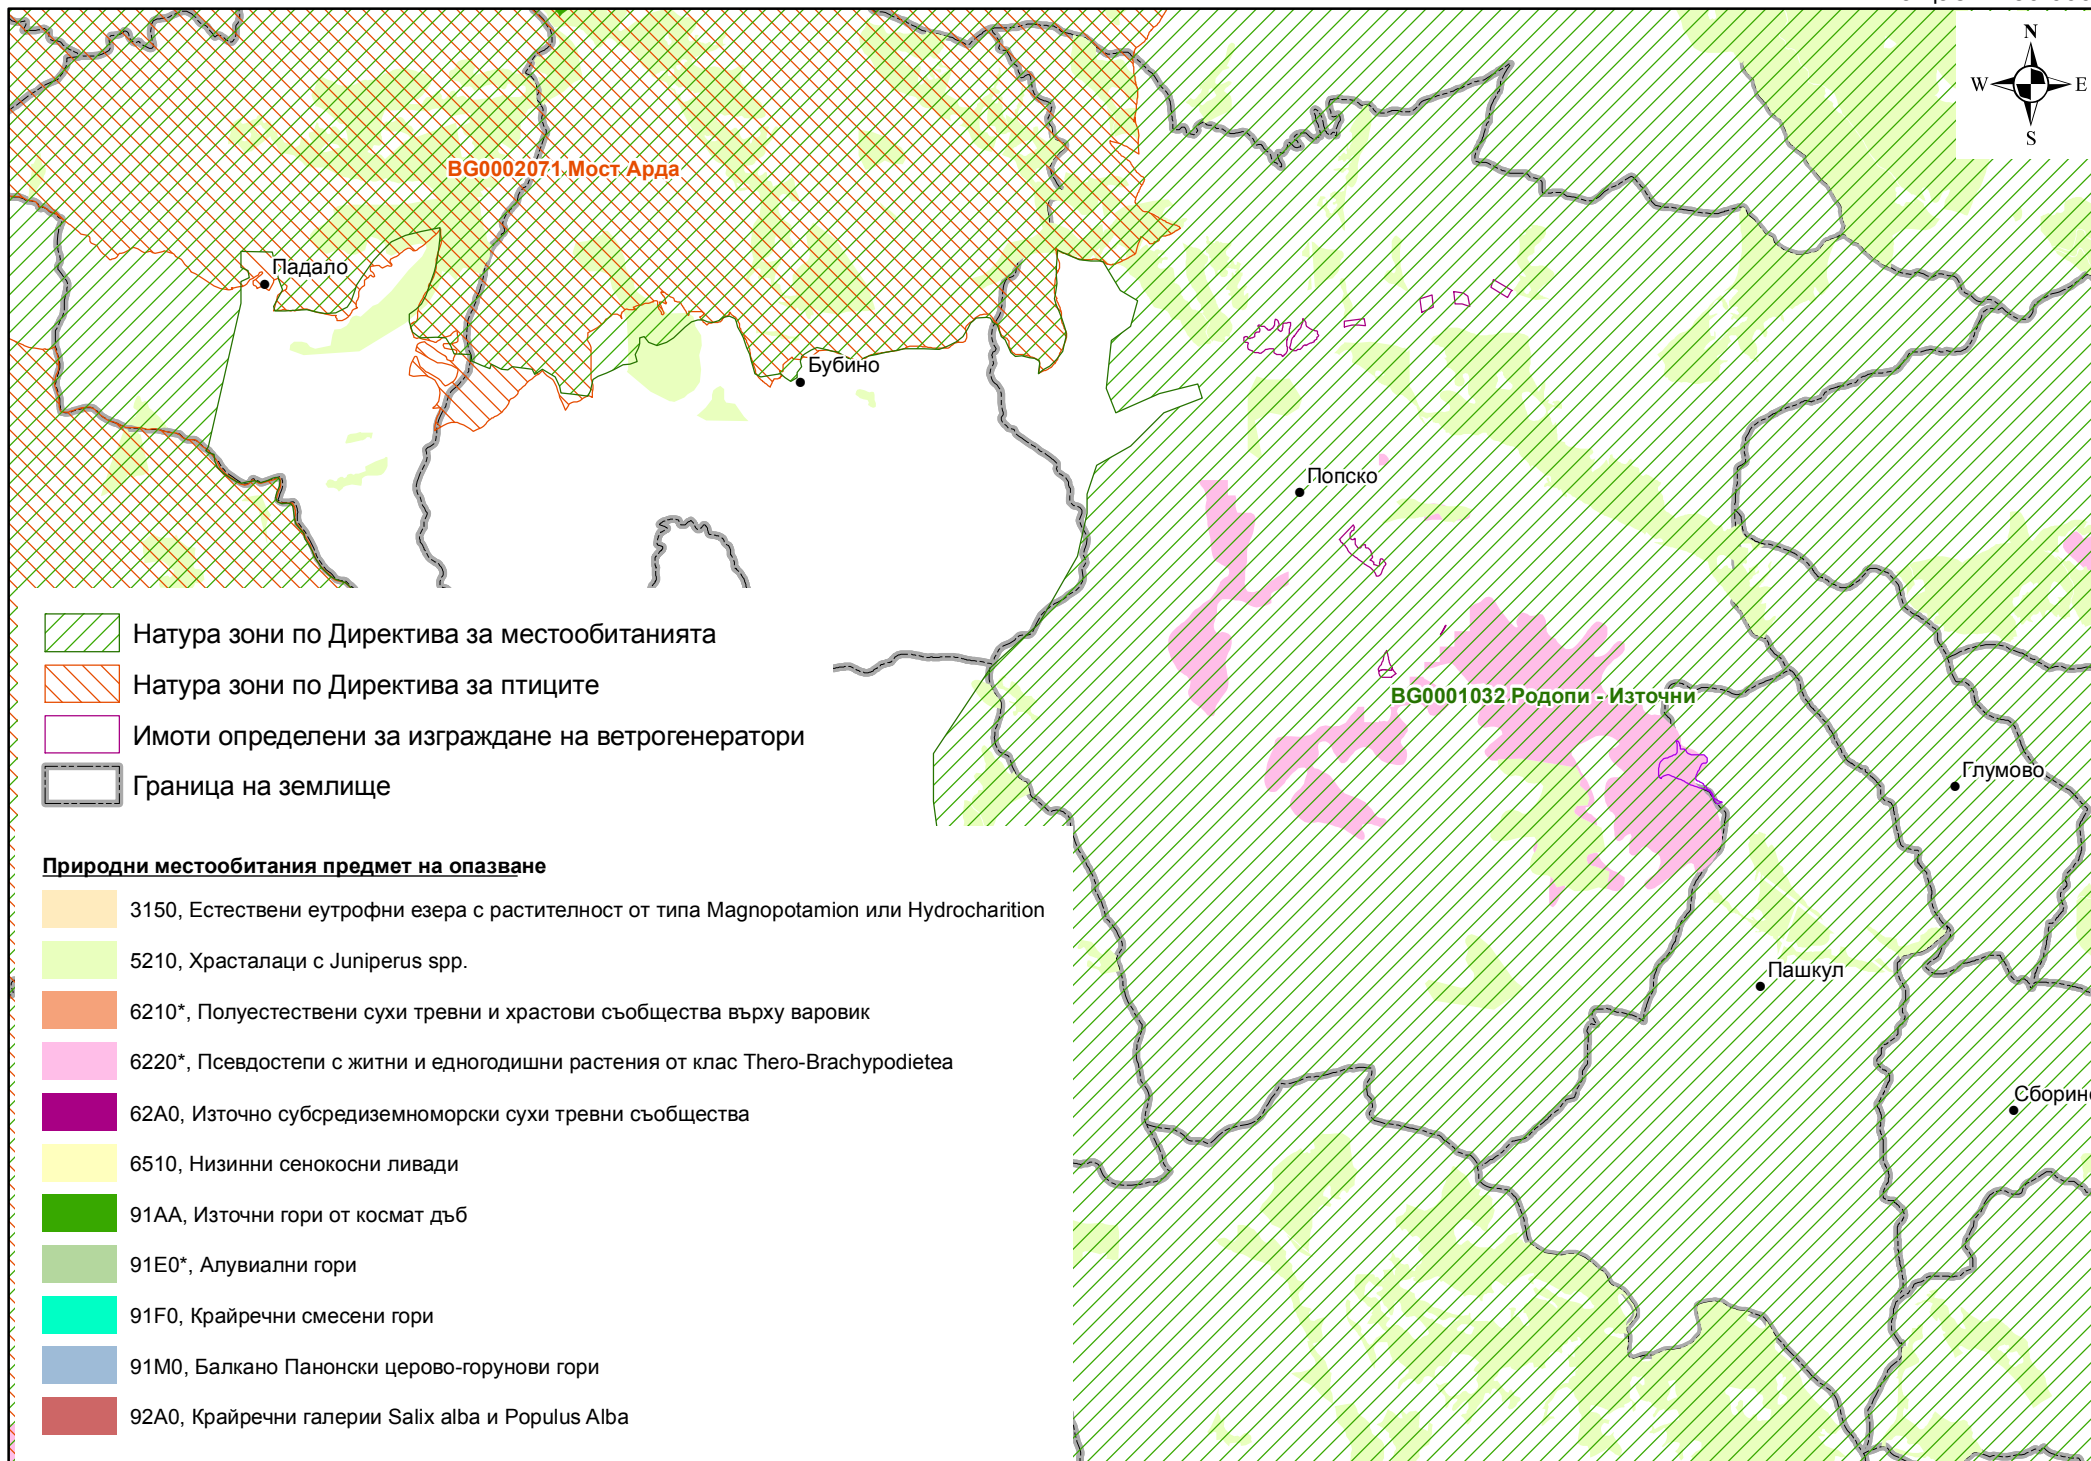 N
W E
S
BG0002071 Мост Арда
Падало
Бубино
Попско
BG0001032 Родопи - Източни
Глумово
Пашкул
Натура зони по Директива за местообитанията
Натура зони по Директива за птиците
Имоти определени за изграждане на ветрогенератори
Граница на землище
Природни местообитания предмет на опазване
3150, Естествени еутрофни езера с растителност от типа Magnopotamion или Hydrocharition
5210, Храсталаци с Juniperus spp.
6210*, Полуестествени сухи тревни и храстови съобщества върху варовик
6220*, Псевдостепи с житни и едногодишни растения от клас Thero-Brachypodietea
62A0, Източно субсредиземноморски сухи тревни съобщества
6510, Низинни сенокосни ливади
91AA, Източни гори от космат дъб
91E0*, Алувиални гори
91F0, Крайречни смесени гори
91M0, Балкано Панонски церово-горунови гори
92A0, Крайречни галерии Salix alba и Populus Alba